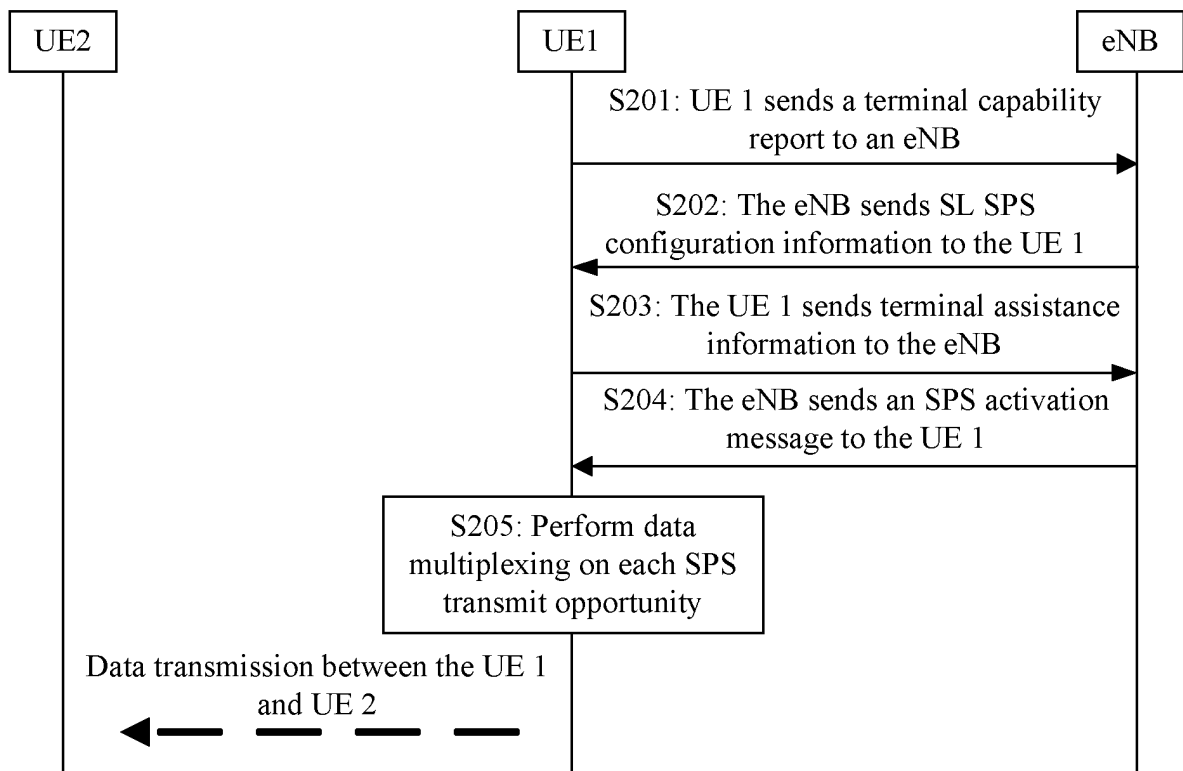 UE2
UE1
eNB
S201: UE 1 sends a terminal capability
report to an eNB
S202: The eNB sends SL SPS
configuration information to the UE 1
S203: The UE 1 sends terminal assistance
information to the eNB
S204: The eNB sends an SPS activation
message to the UE 1
S205: Perform data
multiplexing on each SPS
transmit opportunity
Data transmission between the UE 1
and UE 2